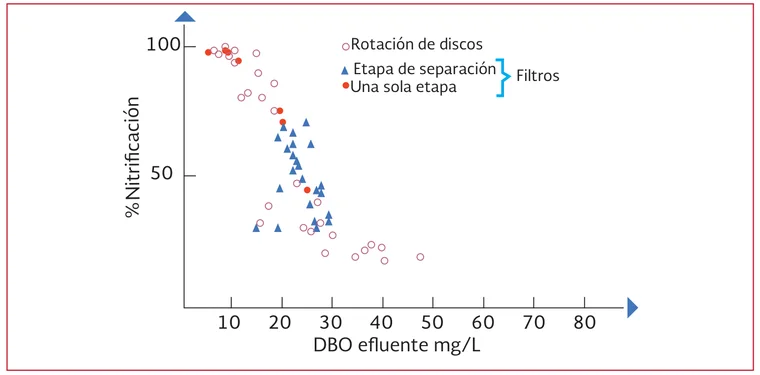 100
50
%Nitrificación
Rotación de discos
Etapa de separación
Una sola etapa
Filtros
10 20 30 40 50 60 70 80
DBO efluente mg/L